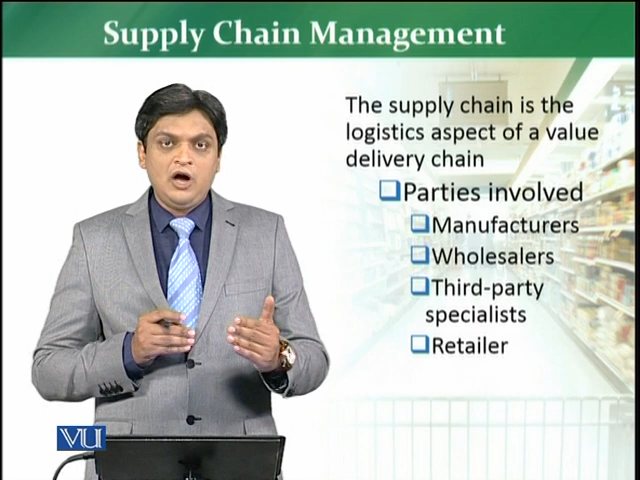 Supply Chain Management
The supply chain is the
logistics aspect of a value
delivery chain
Parties involved
Manufacturers
Wholesalers
Third-party
specialists
Retailer
VU